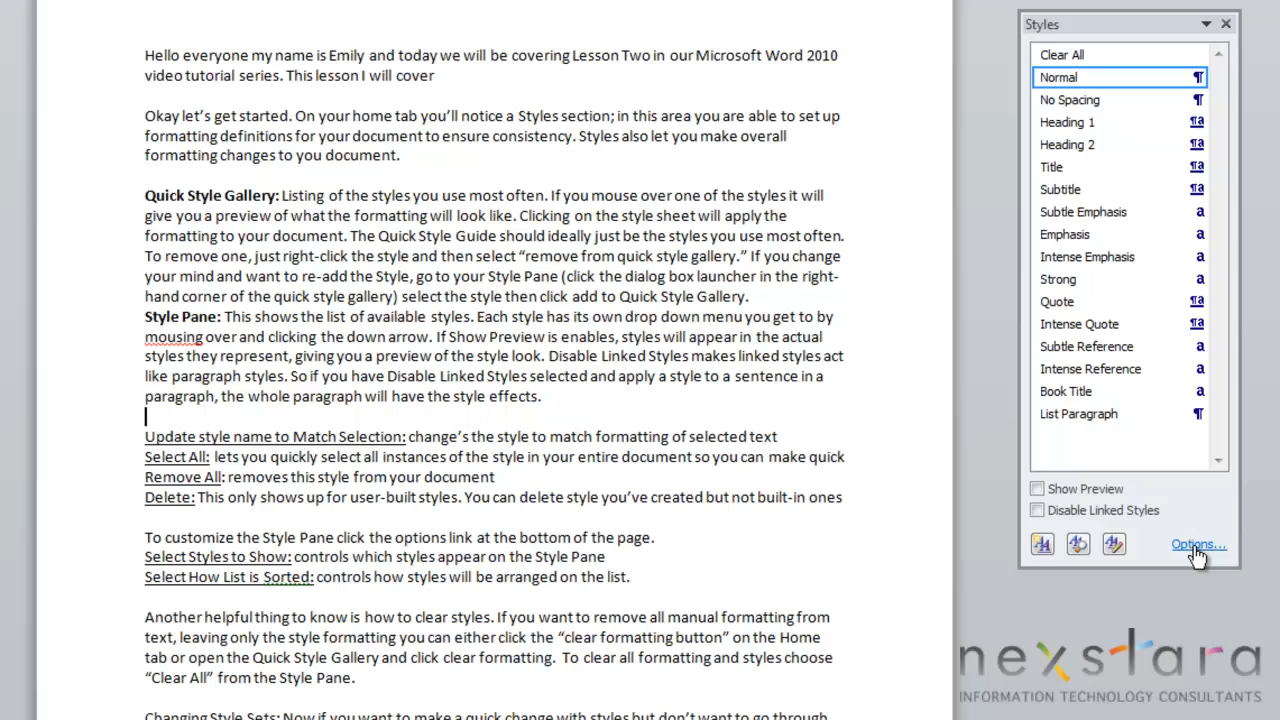 Hello everyone my name is Emily and today we will be covering Lesson Two in our Microsoft Word 2010
video tutorial series. This lesson I will cover
Okay let’s get started. On your home tab you’ll notice a Styles section; in this area you are able to set up
formatting definitions for your document to ensure consistency. Styles also let you make overall
formatting changes to you document.
Quick Style Gallery: Listing of the styles you use most often. If you mouse over one of the styles it will
give you a preview of what the formatting will look like. Clicking on the style sheet will apply the
formatting to your document. The Quick Style Guide should ideally just be the styles you use most often.
To remove one, just right-click the style and then select “remove from quick style gallery.” If you change
your mind and want to re-add the Style, go to your Style Pane (click the dialog box launcher in the right-
hand corner of the quick style gallery) select the style then click add to Quick Style Gallery.
Style Pane: This shows the list of available styles. Each style has its own drop down menu you get to by
mousing over and clicking the down arrow. If Show Preview is enables, styles will appear in the actual
styles they represent, giving you a preview of the style look. Disable Linked Styles makes linked styles act
like paragraph styles. So if you have Disable Linked Styles selected and apply a style to a sentence in a
paragraph, the whole paragraph will have the style effects.
Update style name to Match Selection: change’s the style to match formatting of selected text
Select All: lets you quickly select all instances of the style in your entire document so you can make quick
Remove All: removes this style from your document
Delete: This only shows up for user-built styles. You can delete style you’ve created but not built-in ones
To customize the Style Pane click the options link at the bottom of the page.
Select Styles to Show: controls which styles appear on the Style Pane
Select How List is Sorted: controls how styles will be arranged on the list.
Another helpful thing to know is how to clear styles. If you want to remove all manual formatting from
text, leaving only the style formatting you can either click the “clear formatting button” on the Home
tab or open the Quick Style Gallery and click clear formatting. To clear all formatting and styles choose
“Clear All” from the Style Pane.
Changing Style Sets: Now if you want to make a quick change with styles but don’t want to go through
Styles
Clear All
Normal ¶
No Spacing ¶
Heading 1 ¶a
Heading 2 ¶a
Title ¶a
Subtitle ¶a
Subtle Emphasis a
Emphasis a
Intense Emphasis a
Strong a
Quote ¶a
Intense Quote ¶a
Subtle Reference a
Intense Reference a
Book Title a
List Paragraph ¶
Show Preview
Disable Linked Styles
Options...
nexstara
INFORMATION TECHNOLOGY CONSULTANTS